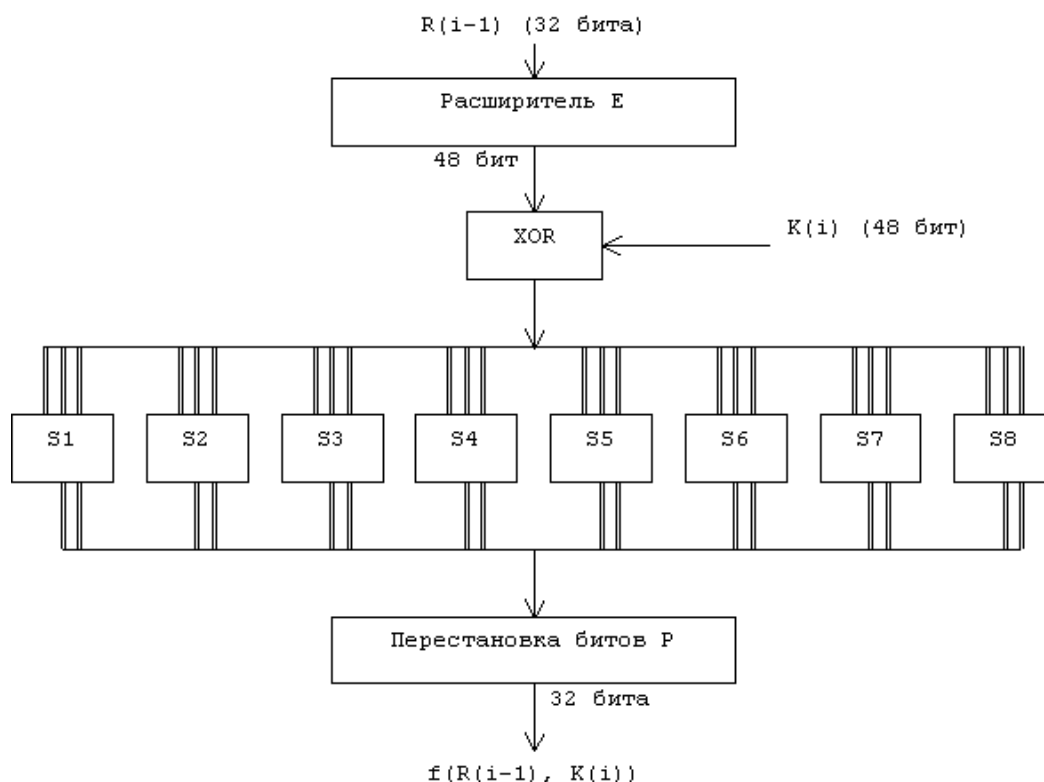 R(i-1) (32 бита)
Расширитель E
48 бит
XOR
K(i) (48 бит)
S1 S2 S3 S4 S5 S6 S7 S8
Перестановка битов P
32 бита
f(R(i-1), K(i))